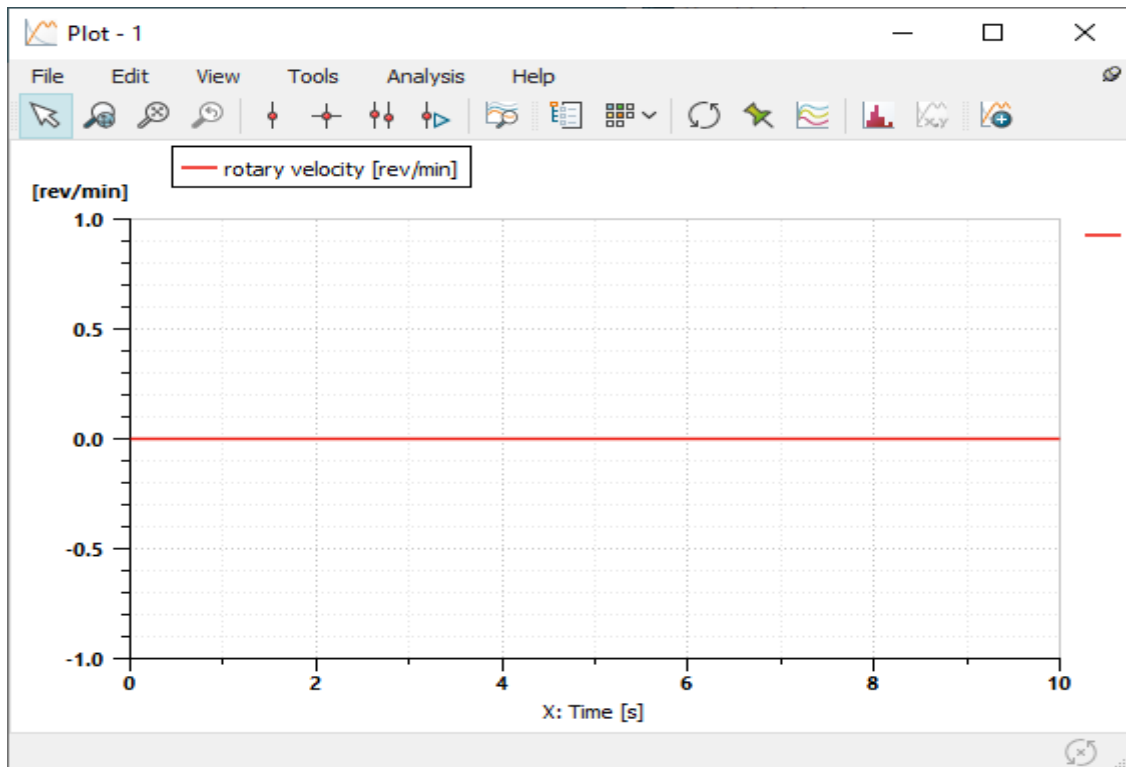 Plot - 1
File Edit View Tools Analysis Help
x,y
rotary velocity [rev/min]
[rev/min]
1.0
0.5
0.0
-0.5
-1.0
0 2 4 6 8 10
X: Time [s]